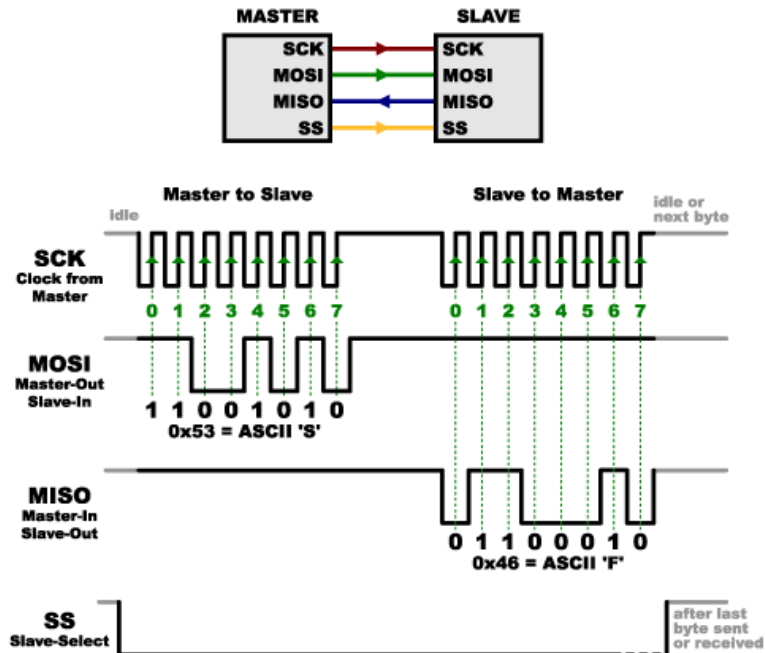 MASTER SLAVE
SCK SCK
MOSI MOSI
MISO MISO
SS SS
Master to Slave Slave to Master
idle
idle or
next byte
SCK
Clock from
Master
0 1 2 3 4 5 6 7 0 1 2 3 4 5 6 7
MOSI
Master-Out
Slave-In
1 1 0 0 1 0 1 0
0x53 = ASCII 'S'
MISO
Master-In
Slave-Out
0 1 1 0 0 0 1 0
0x46 = ASCII 'F'
SS
Slave-Select
after last
byte sent
or received